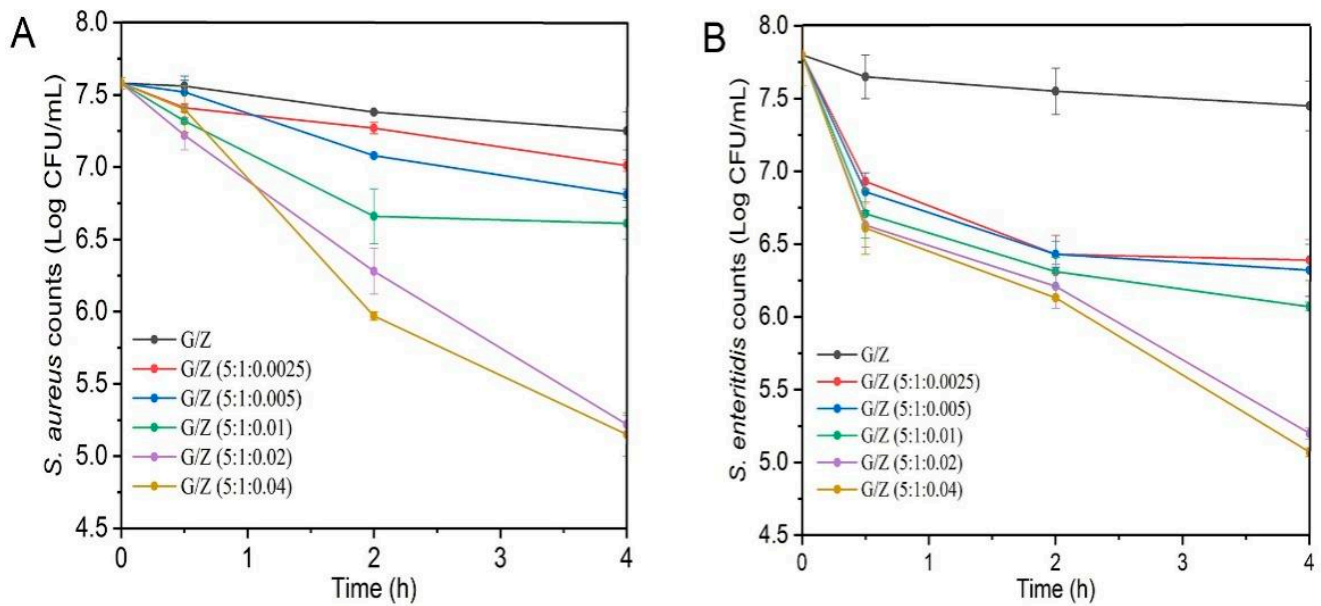 A
S. aureus counts (Log CFU/mL)
8.0
7.5
7.0
6.5
6.0
5.5
5.0
4.5
G/Z
G/Z (5:1:0.0025)
G/Z (5:1:0.005)
G/Z (5:1:0.01)
G/Z (5:1:0.02)
G/Z (5:1:0.04)
0 1 2 3 4
Time (h)
B
S. enteritidis counts (Log CFU/mL)
8.0
7.5
7.0
6.5
6.0
5.5
5.0
4.5
G/Z
G/Z (5:1:0.0025)
G/Z (5:1:0.005)
G/Z (5:1:0.01)
G/Z (5:1:0.02)
G/Z (5:1:0.04)
0 1 2 3 4
Time (h)